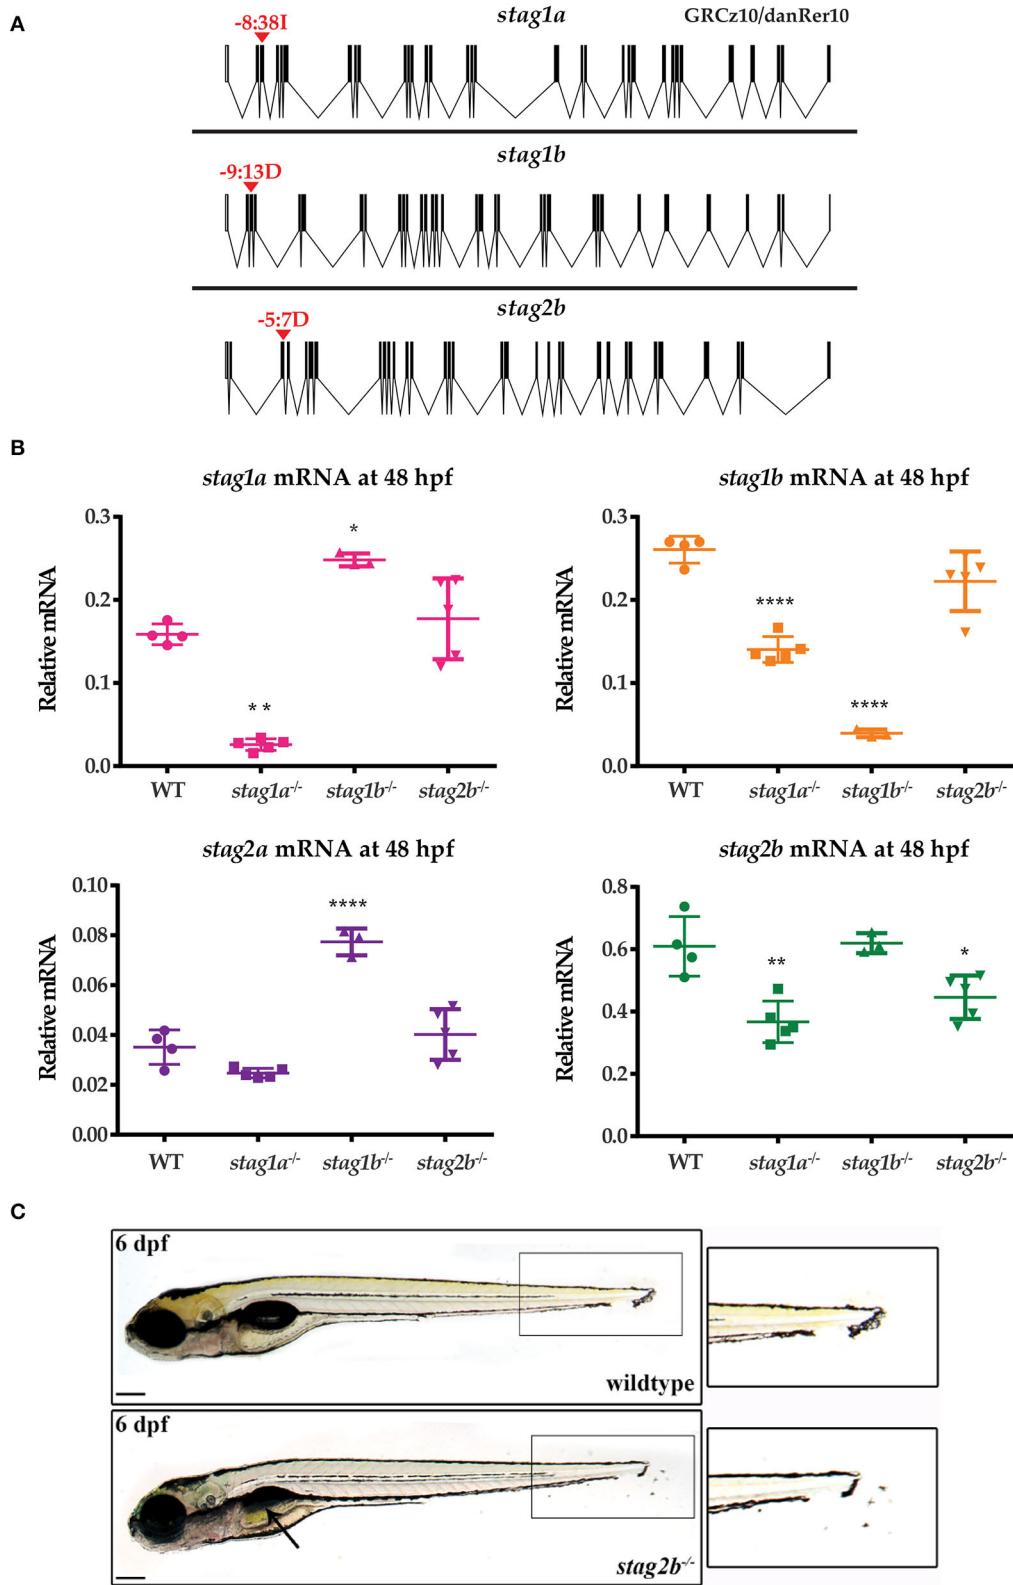 A
stag1a
GRCz10/danRer10
-8:38I
stag1b
-9:13D
stag2b
-5:7D
B
stag1a mRNA at 48 hpf
Relative mRNA
0.3
0.2
0.1
0.0
*
* *
WT
stag1a-/-
stag1b-/-
stag2b-/-
stag1b mRNA at 48 hpf
Relative mRNA
0.3
0.2
0.1
0.0
****
****
WT
stag1a-/-
stag1b-/-
stag2b-/-
stag2a mRNA at 48 hpf
Relative mRNA
0.10
0.08
0.06
0.04
0.02
0.00
****
WT
stag1a-/-
stag1b-/-
stag2b-/-
stag2b mRNA at 48 hpf
Relative mRNA
0.8
0.6
0.4
0.2
0.0
**
*
WT
stag1a-/-
stag1b-/-
stag2b-/-
C
6 dpf
wildtype
6 dpf
stag2b-/-